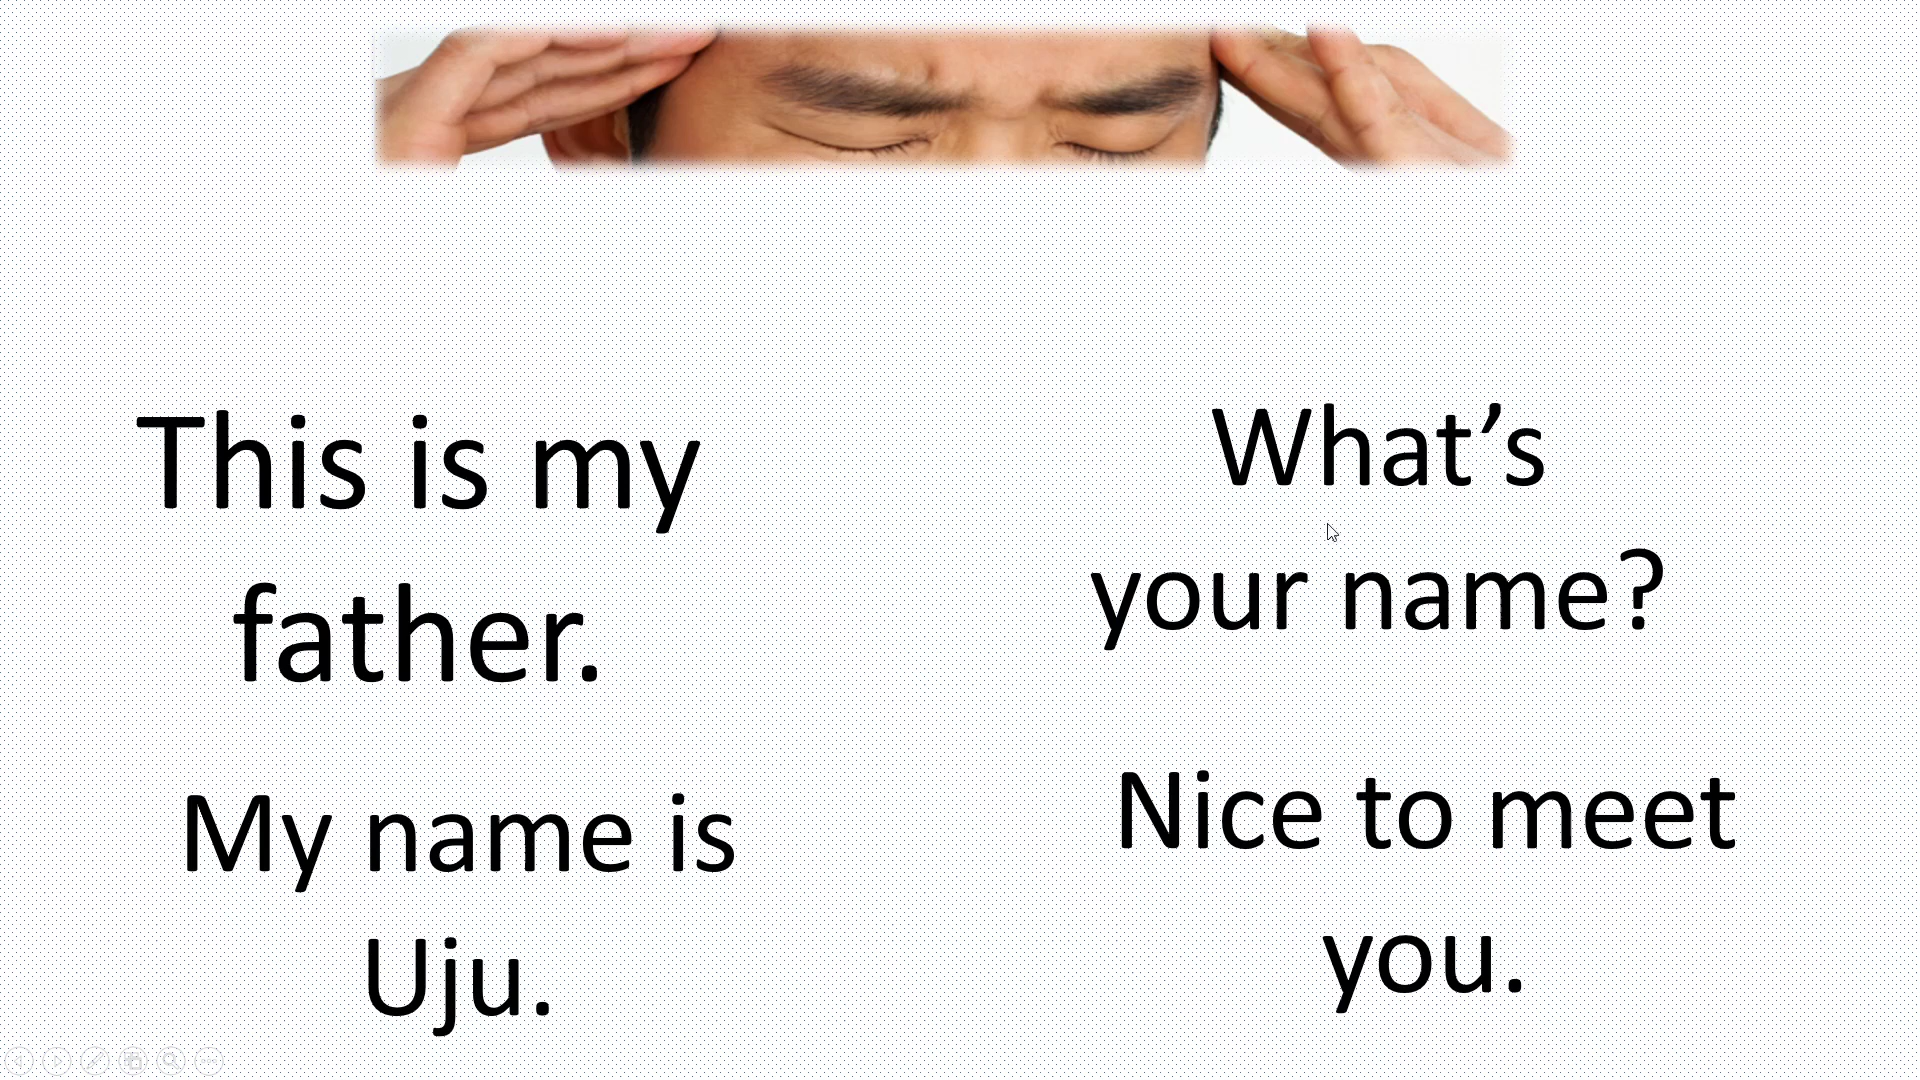 This is my
father.
What’s
your name?
My name is
Uju.
Nice to meet
you.